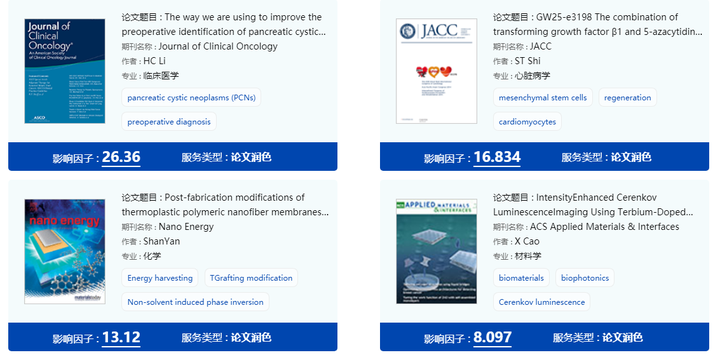 Journal of
Clinical
Oncology
An American Society
of Clinical Oncology Journal
ASCO
论文题目 : The way we are using to improve the
preoperative identification of pancreatic cystic...
期刊名称 : Journal of Clinical Oncology
作者 : HC Li
专业 : 临床医学
pancreatic cystic neoplasms (PCNs)
preoperative diagnosis
影响因子 : 26.36
服务类型 : 论文润色
JACC
论文题目 : GW25-e3198 The combination of
transforming growth factor β1 and 5-azacytidin...
期刊名称 : JACC
作者 : ST Shi
专业 : 心脏病学
mesenchymal stem cells
regeneration
cardiomyocytes
影响因子 : 16.834
服务类型 : 论文润色
nano energy
materialstoday
论文题目 : Post-fabrication modifications of
thermoplastic polymeric nanofiber membranes...
期刊名称 : Nano Energy
作者 : ShanYan
专业 : 化学
Energy harvesting
TGrafting modification
Non-solvent induced phase inversion
影响因子 : 13.12
服务类型 : 论文润色
ACS APPLIED MATERIALS
& INTERFACES
论文题目 : IntensityEnhanced Cerenkov
LuminescenceImaging Using Terbium-Doped...
期刊名称 : ACS Applied Materials & Interfaces
作者 : X Cao
专业 : 材料学
biomaterials
biophotonics
Cerenkov luminescence
影响因子 : 8.097
服务类型 : 论文润色